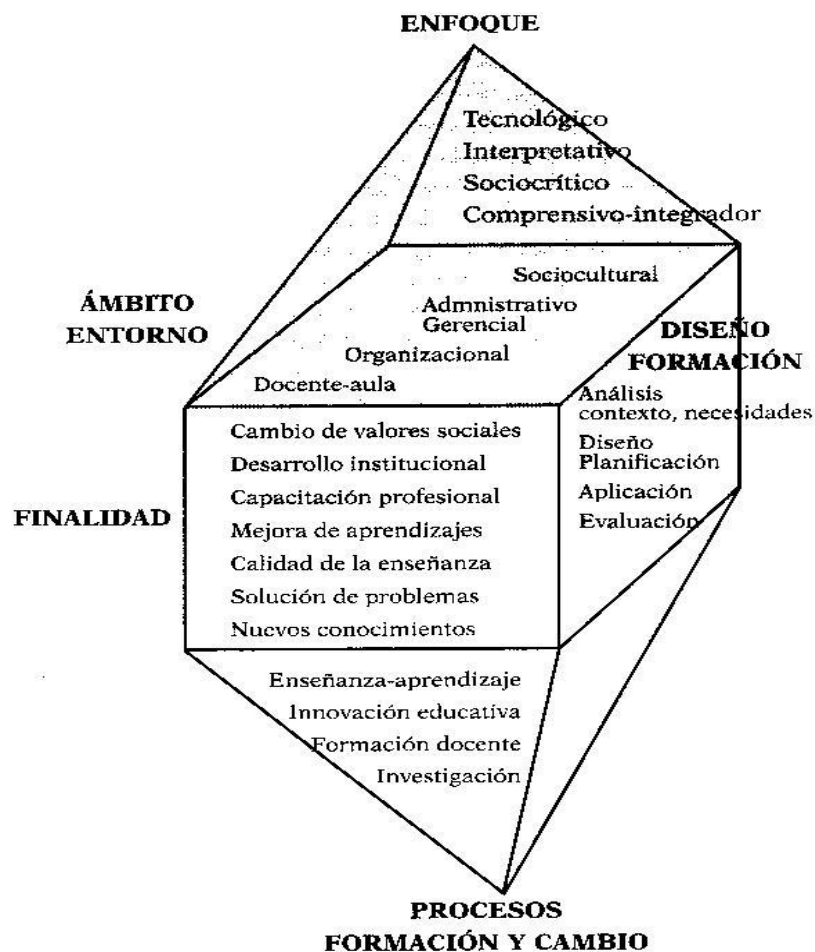 ENFOQUE
Tecnológico
Interpretativo
Sociocrítico
Comprensivo-integrador
ÁMBITO
ENTORNO
Sociocultural
Admnistrativo
Gerencial
Organizacional
Docente-aula
DISEÑO
FORMACIÓN
Análisis
contexto, necesidades
Diseño
Planificación
Aplicación
Evaluación
FINALIDAD
Cambio de valores sociales
Desarrollo institucional
Capacitación profesional
Mejora de aprendizajes
Calidad de la enseñanza
Solución de problemas
Nuevos conocimientos
Enseñanza-aprendizaje
Innovación educativa
Formación docente
Investigación
PROCESOS
FORMACIÓN Y CAMBIO